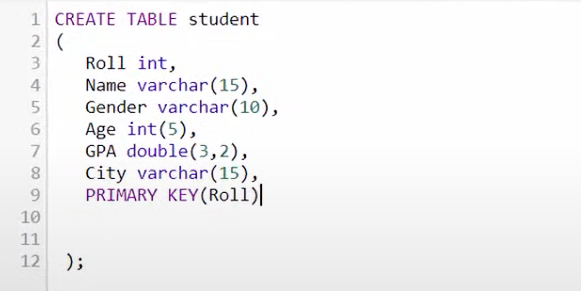 1 CREATE TABLE student
2 (
3 Roll int,
4 Name varchar(15),
5 Gender varchar(10),
6 Age int(5),
7 GPA double(3,2),
8 City varchar(15),
9 PRIMARY KEY(Roll)
10
11
12 );